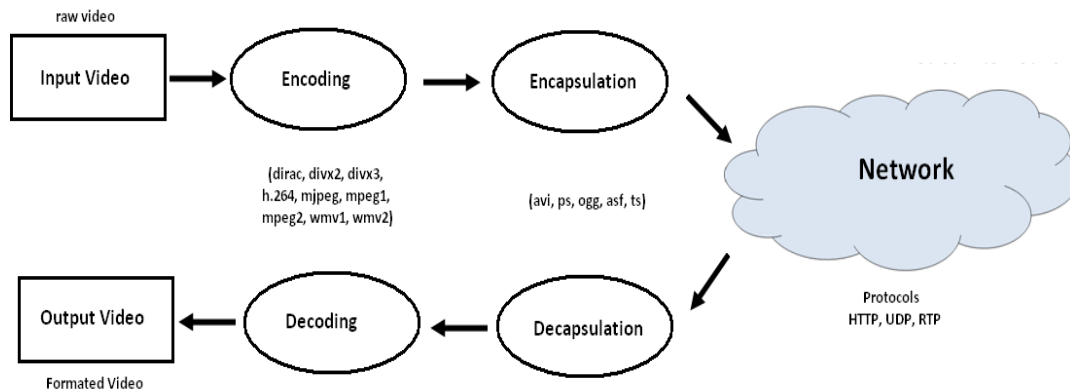 raw video
Input Video
Encoding
Encapsulation
(dirac, divx2, divx3,
h.264, mjpeg, mpeg1,
mpeg2, wmv1, wmv2)
(avi, ps, ogg, asf, ts)
Network
Protocols
HTTP, UDP, RTP
Output Video
Decoding
Decapsulation
Formated Video